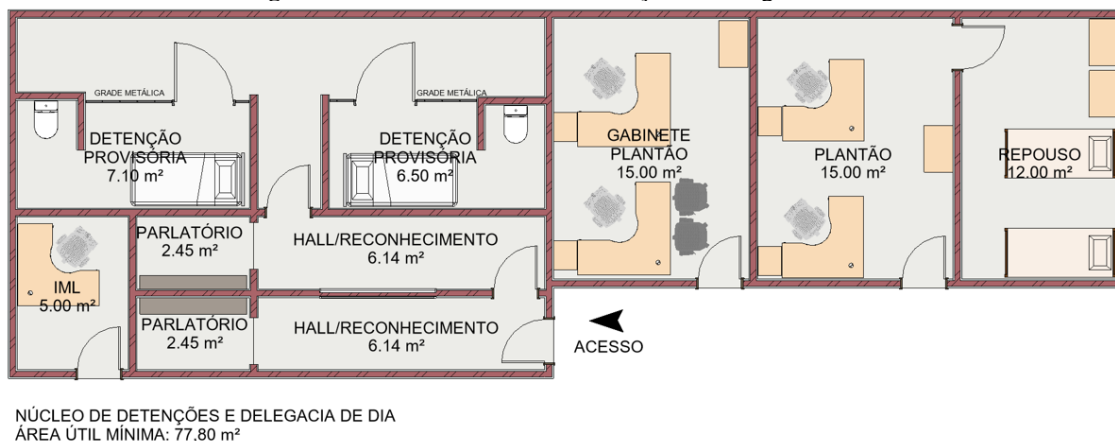 GRADE METÁLICA
GRADE METÁLICA
DETENÇÃO
PROVISÓRIA
7.10 m²
DETENÇÃO
PROVISÓRIA
6.50 m²
GABINETE
PLANTÃO
15.00 m²
PLANTÃO
15.00 m²
REPOUSO
12.00 m²
PARLATÓRIO
2.45 m²
HALL/RECONHECIMENTO
6.14 m²
IML
5.00 m²
PARLATÓRIO
2.45 m²
HALL/RECONHECIMENTO
6.14 m²
ACESSO
NÚCLEO DE DETENÇÕES E DELEGACIA DE DIA
ÁREA ÚTIL MÍNIMA: 77.80 m²